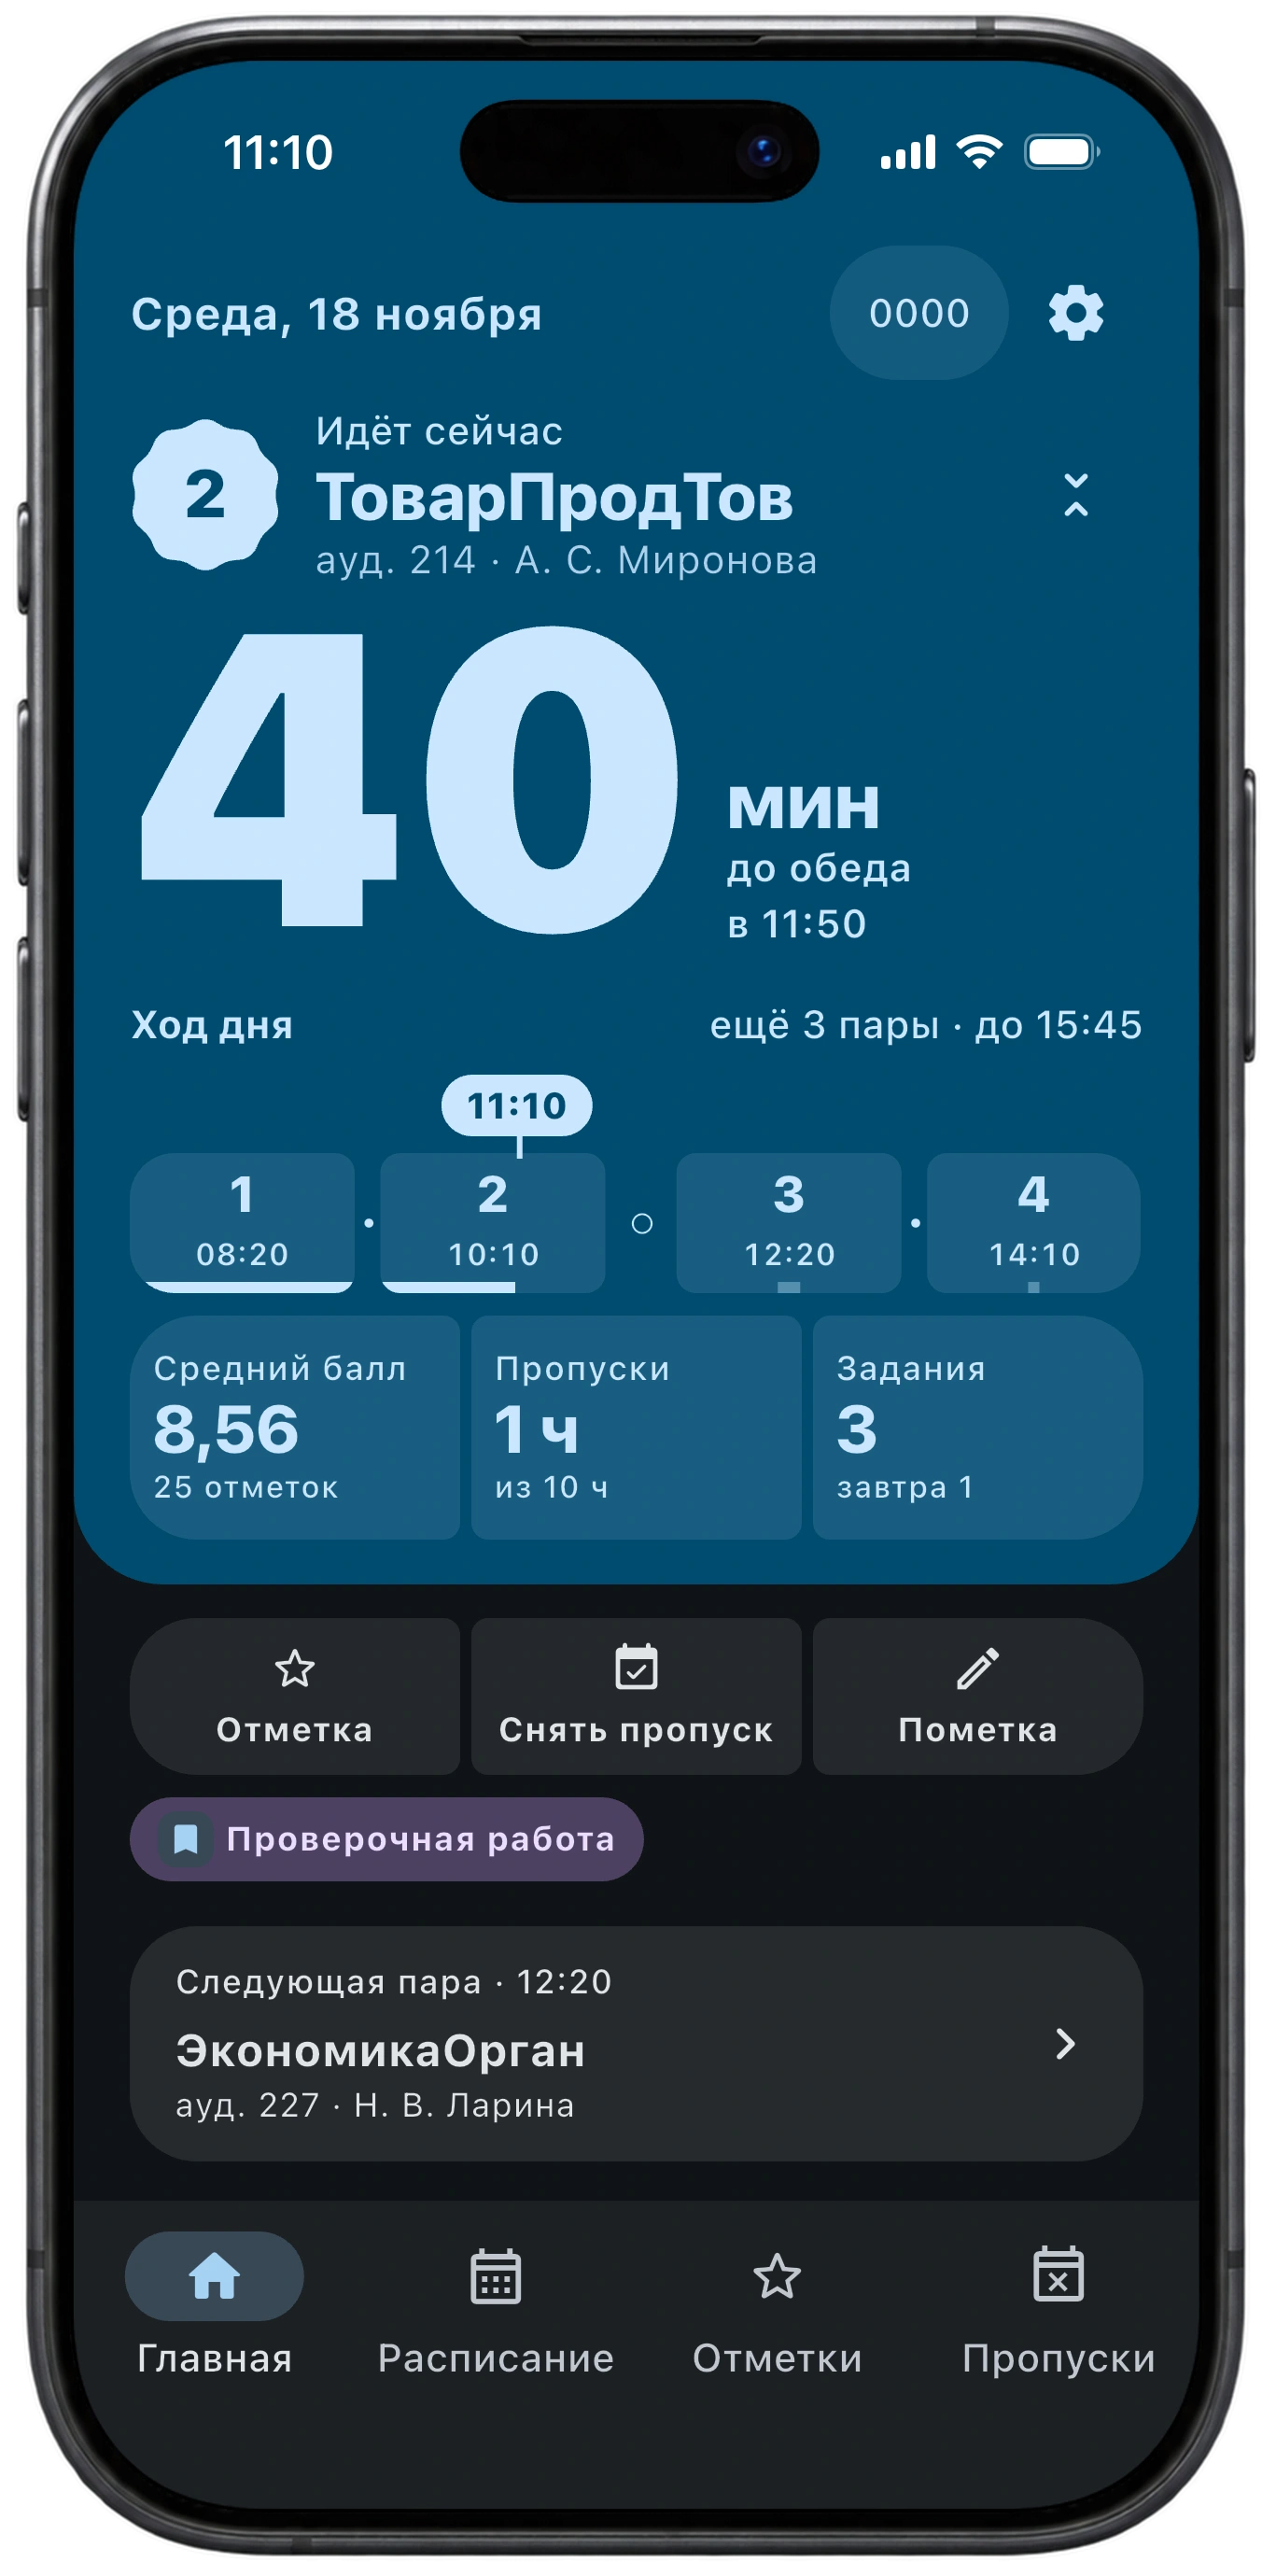 11:10
Среда, 18 ноября
0000
2
Идёт сейчас
ТоварПродТов
ауд. 214 · А. С. Миронова
40
мин
до обеда
в 11:50
Ход дня
ещё 3 пары · до 15:45
11:10
1
08:20
2
10:10
3
12:20
4
14:10
Средний балл
8,56
25 отметок
Пропуски
1 ч
из 10 ч
Задания
3
завтра 1
Отметка
Снять пропуск
Пометка
Проверочная работа
Следующая пара · 12:20
ЭкономикаОрган
ауд. 227 · Н. В. Ларина
Главная
Расписание
Отметки
Пропуски